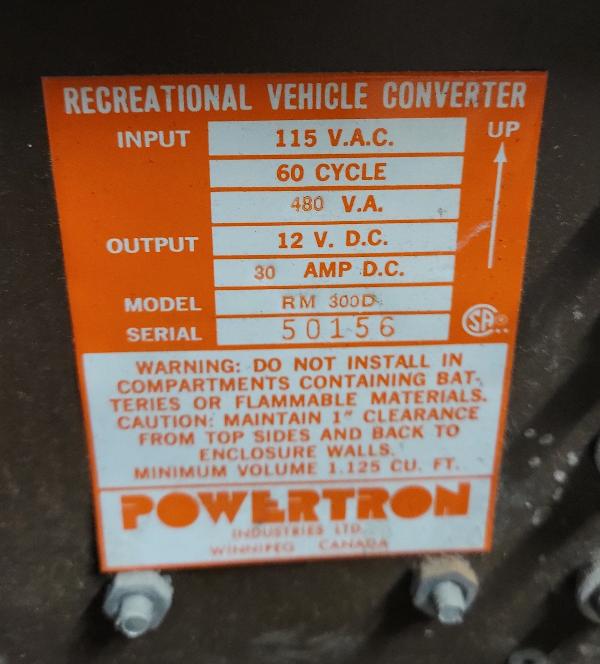 RECREATIONAL VEHICLE CONVERTER
INPUT 115 V.A.C. UP
60 CYCLE
480 V.A.
OUTPUT 12 V. D.C.
30 AMP D.C.
MODEL RM 300D
SERIAL 50156
SA ®
WARNING: DO NOT INSTALL IN
COMPARTMENTS CONTAINING BAT-
TERIES OR FLAMMABLE MATERIALS.
CAUTION: MAINTAIN 1" CLEARANCE
FROM TOP SIDES AND BACK TO
ENCLOSURE WALLS.
MINIMUM VOLUME 1.125 CU. FT.
POWERTRON
INDUSTRIES LTD.
WINNIPEG CANADA